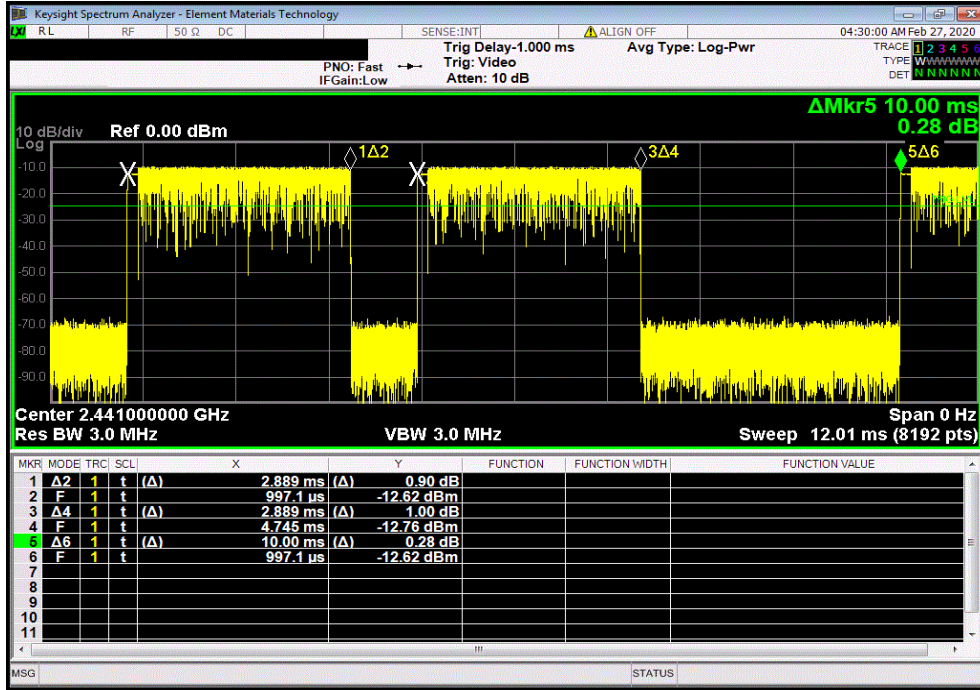 Keysight Spectrum Analyzer - Element Materials Technology
LXI RL RF 50 Ω DC SENSE:INT ALIGN OFF 04:30:00 AM Feb 27, 2020
Trig Delay-1.000 ms Avg Type: Log-Pwr TRACE 1 2 3 4 5 6
PNO: Fast Trig: Video TYPE WWWWWW
IFGain:Low Atten: 10 dB DET N N N N N N
ΔMkr5 10.00 ms
0.28 dB
10 dB/div Ref 0.00 dBm
Log
1Δ2 3Δ4 5Δ6
-10.0
-20.0
-30.0
-40.0
-50.0
-60.0
-70.0
-80.0
-90.0
Center 2.441000000 GHz Span 0 Hz
Res BW 3.0 MHz VBW 3.0 MHz Sweep 12.01 ms (8192 pts)
MKR MODE TRC SCL X Y FUNCTION FUNCTION WIDTH FUNCTION VALUE
1 Δ2 1 t (Δ) 2.889 ms (Δ) 0.90 dB
2 F 1 t 997.1 µs -12.62 dBm
3 Δ4 1 t (Δ) 2.889 ms (Δ) 1.00 dB
4 F 1 t 4.745 ms -12.76 dBm
5 Δ6 1 t (Δ) 10.00 ms (Δ) 0.28 dB
6 F 1 t 997.1 µs -12.62 dBm
7
8
9
10
11
MSG STATUS